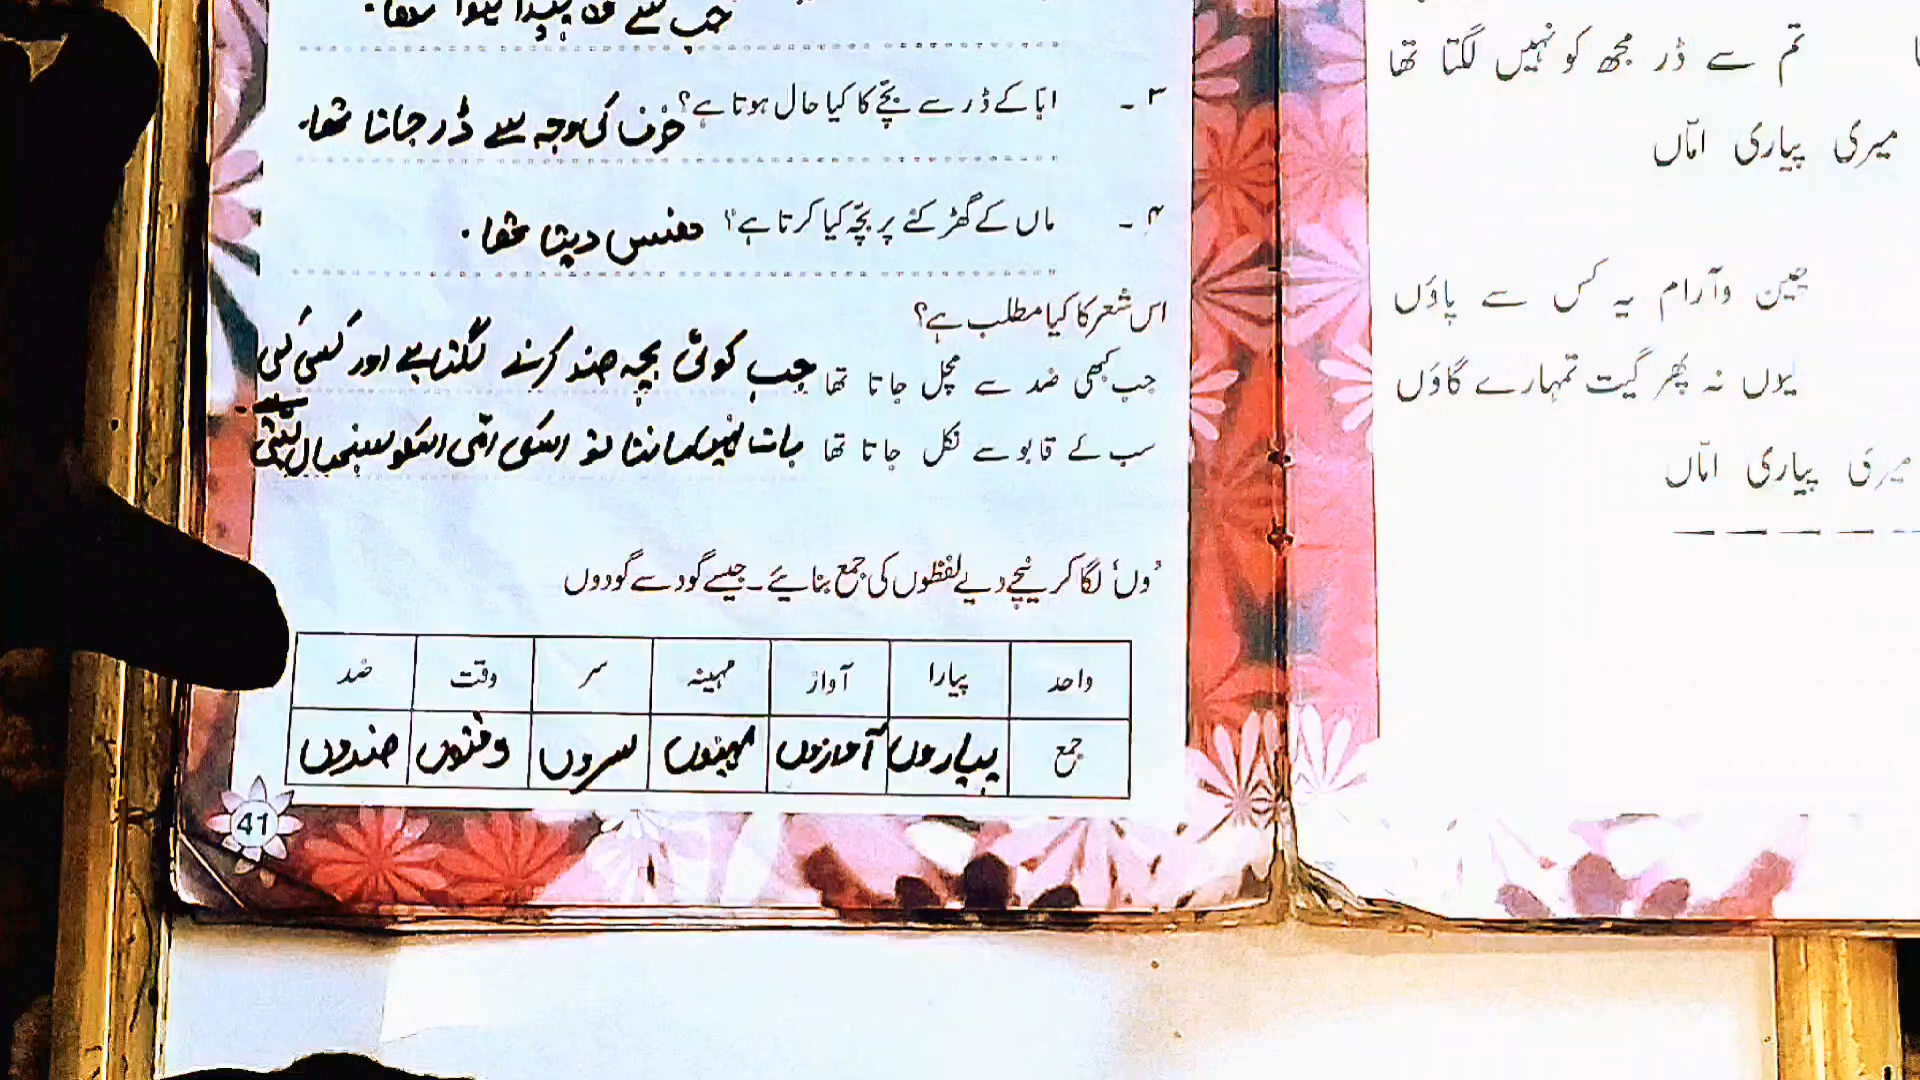 جب سے وہ پیدا ہوا تھا۔
۳۔ ابّا کے ڈر سے بچّے کا کیا حال ہوتا ہے؟
خوف کی وجہ سے ڈر جاتا تھا۔
۴۔ ماں کے گھڑکنے پر بچّہ کیا کرتا ہے؟ ہنس دیتا تھا۔
اس شعر کا کیا مطلب ہے؟
جب کبھی ضد سے مچل جاتا تھا جب کوئی بچہ ضد کرنے لگتا ہے اور کسی کی
سب کے قابو سے نکل جاتا تھا بات نہیں مانتا تو اسکی امّی اسکو سنبھال لیتی
'وں' لگا کر نیچے دیے لفظوں کی جمع بنائیے۔ جیسے گود سے گودوں
واحد پیارا آواز مہینہ سر وقت ضد
جمع پیاروں آوازوں مہینوں سروں وقتوں ضدوں
41
تم سے ڈر مجھ کو نہیں لگتا تھا
میری پیاری امّاں
چین و آرام یہ کس سے پاؤں
یوں نہ پھر گیت تمہارے گاؤں
میری پیاری امّاں